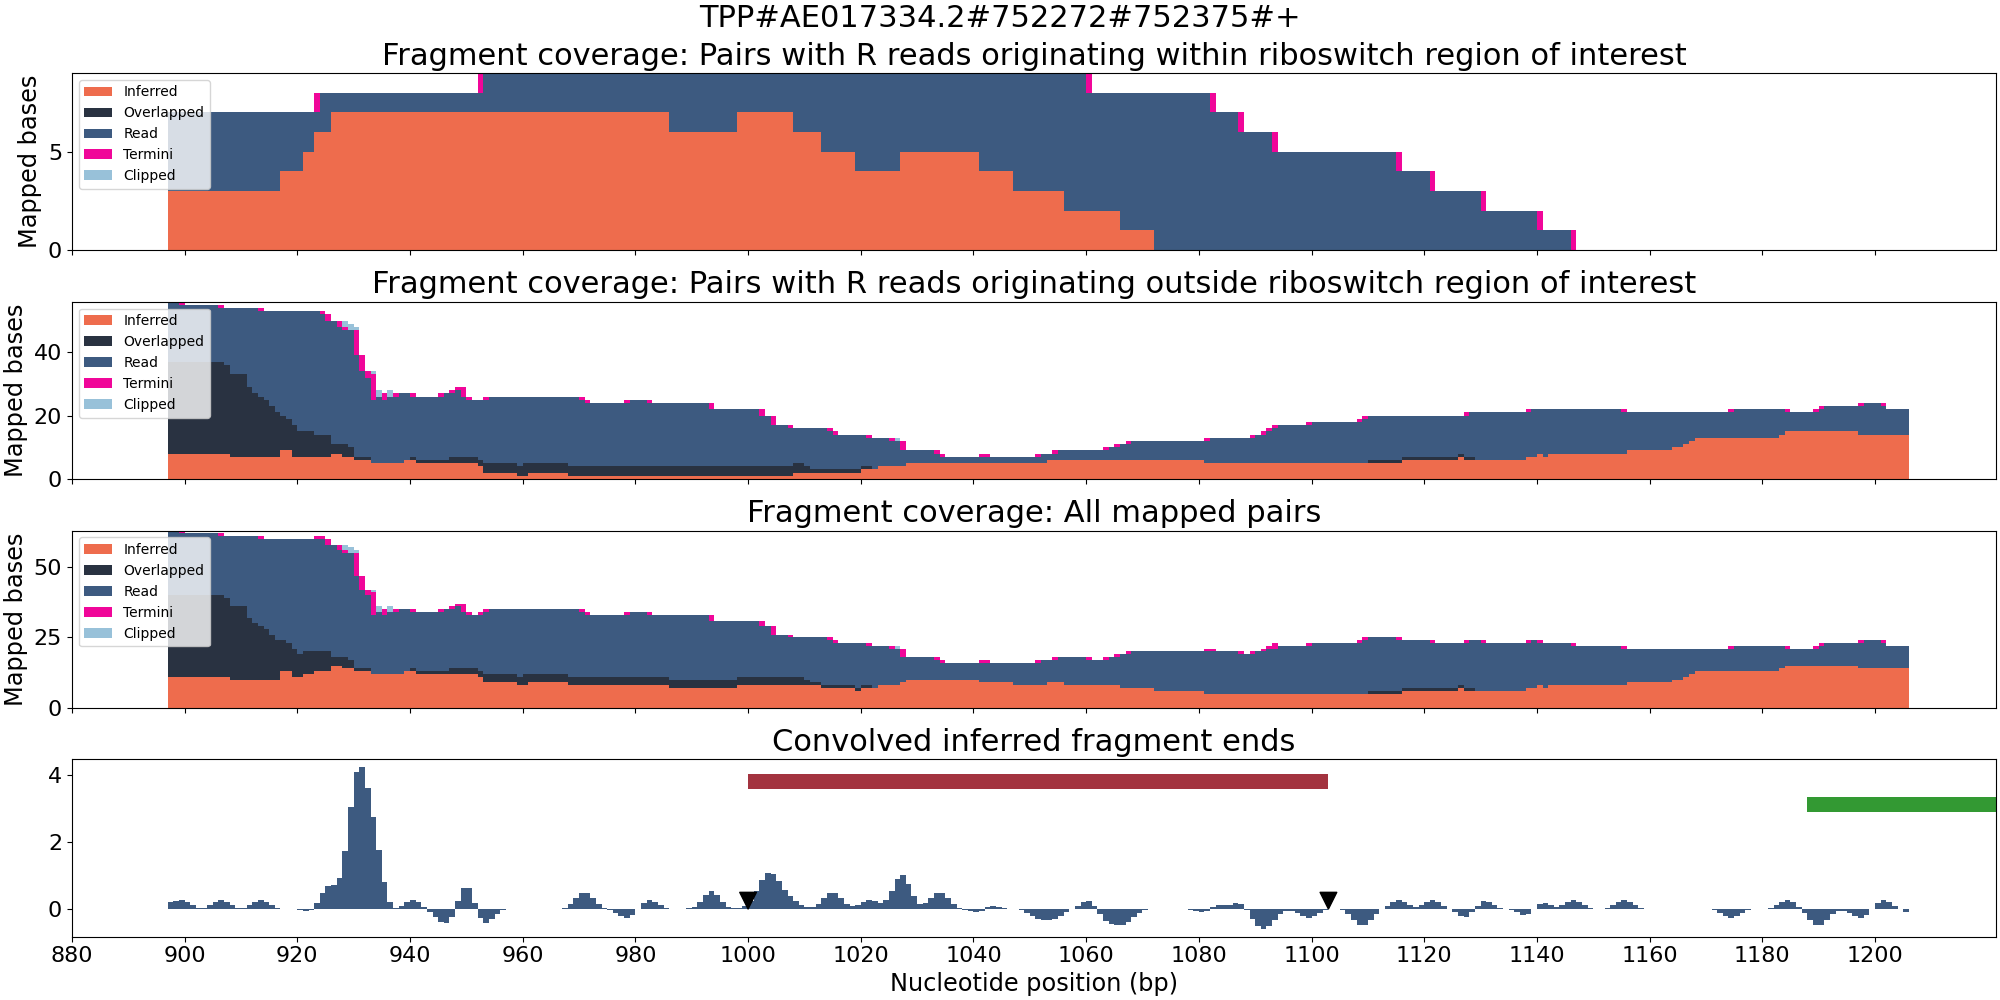 TPP#AE017334.2#752272#752375#+
Fragment coverage: Pairs with R reads originating within riboswitch region of interest
Mapped bases
5
0
Inferred
Overlapped
Read
Termini
Clipped
Fragment coverage: Pairs with R reads originating outside riboswitch region of interest
Mapped bases
40
20
0
Inferred
Overlapped
Read
Termini
Clipped
Fragment coverage: All mapped pairs
Mapped bases
50
25
0
Inferred
Overlapped
Read
Termini
Clipped
Convolved inferred fragment ends
4
2
0
880 900 920 940 960 980 1000 1020 1040 1060 1080 1100 1120 1140 1160 1180 1200
Nucleotide position (bp)